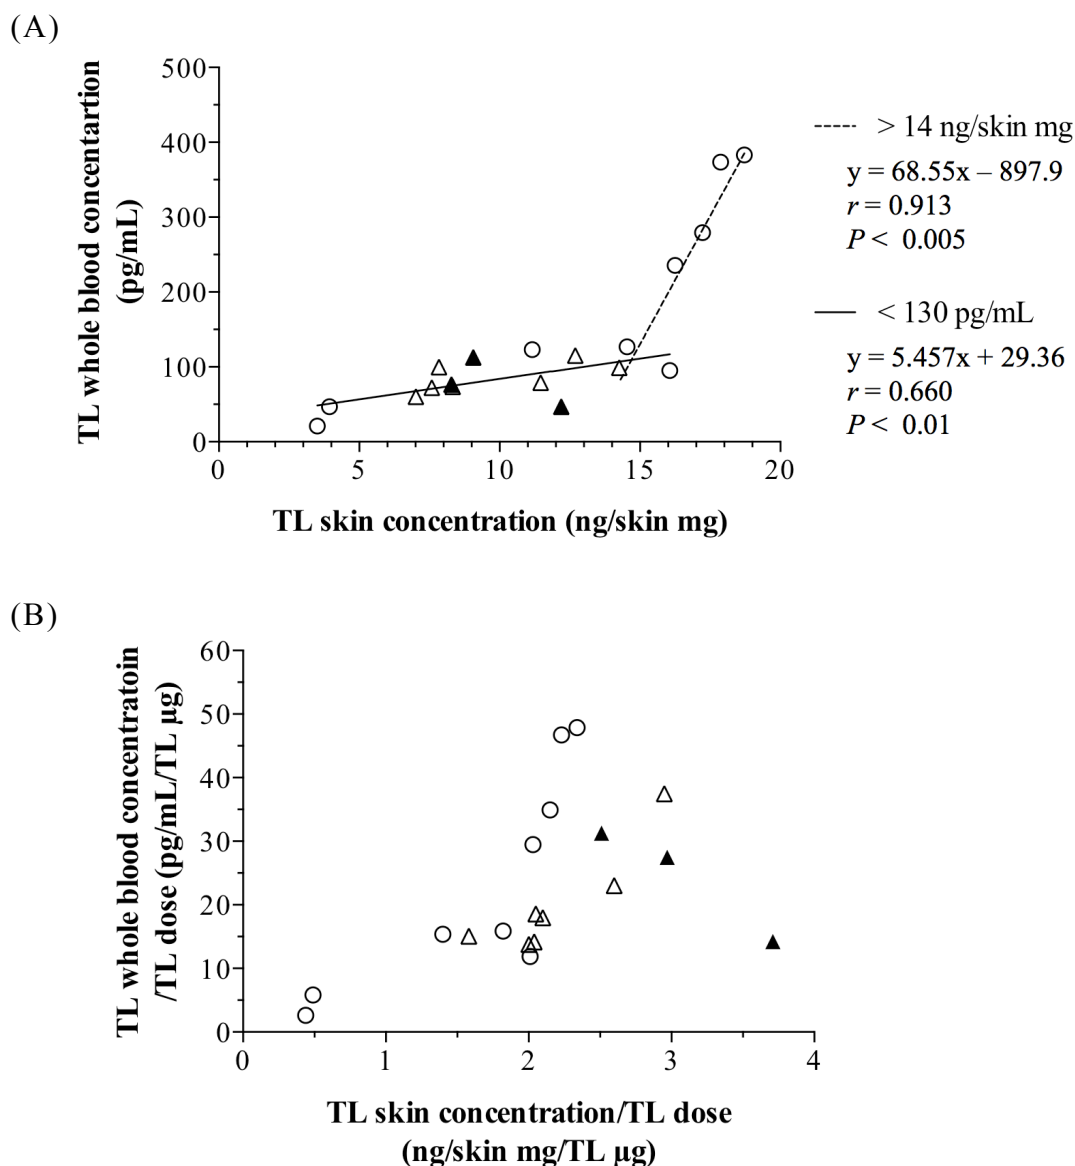 (A)
TL whole blood concentartion
(pg/mL)
500
400
300
200
100
0
0 5 10 15 20
TL skin concentration (ng/skin mg)
> 14 ng/skin mg
y = 68.55x – 897.9
r = 0.913
P < 0.005
< 130 pg/mL
y = 5.457x + 29.36
r = 0.660
P < 0.01
(B)
TL whole blood concentratoin
/TL dose (pg/mL/TL µg)
60
50
40
30
20
10
0
0 1 2 3 4
TL skin concentration/TL dose
(ng/skin mg/TL µg)